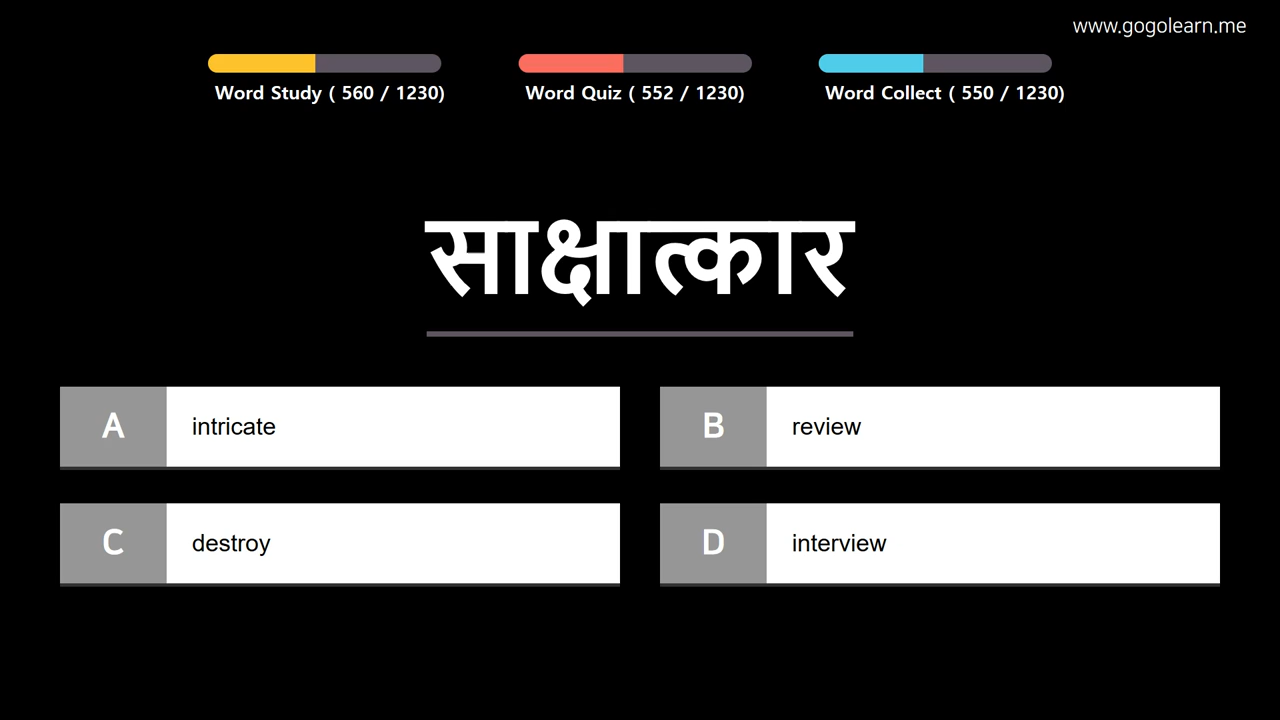 www.gogolearn.me
Word Study ( 560 / 1230)
Word Quiz ( 552 / 1230)
Word Collect ( 550 / 1230)
साक्षात्कार
A
intricate
B
review
C
destroy
D
interview